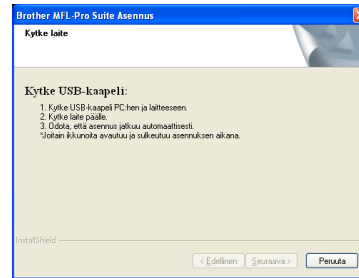 Brother MFL-Pro Suite Asennus
Kytke laite
Kytke USB-kaapeli:
1. Kytke USB-kaapeli PC:hen ja laitteeseen.
2. Kytke laite päälle.
3. Odota, että asennus jatkuu automaattisesti.
*Joitain ikkunoita avautuu ja sulkeutuu asennuksen aikana.
InstallShield
< Edellinen
Seuraava >
Peruuta